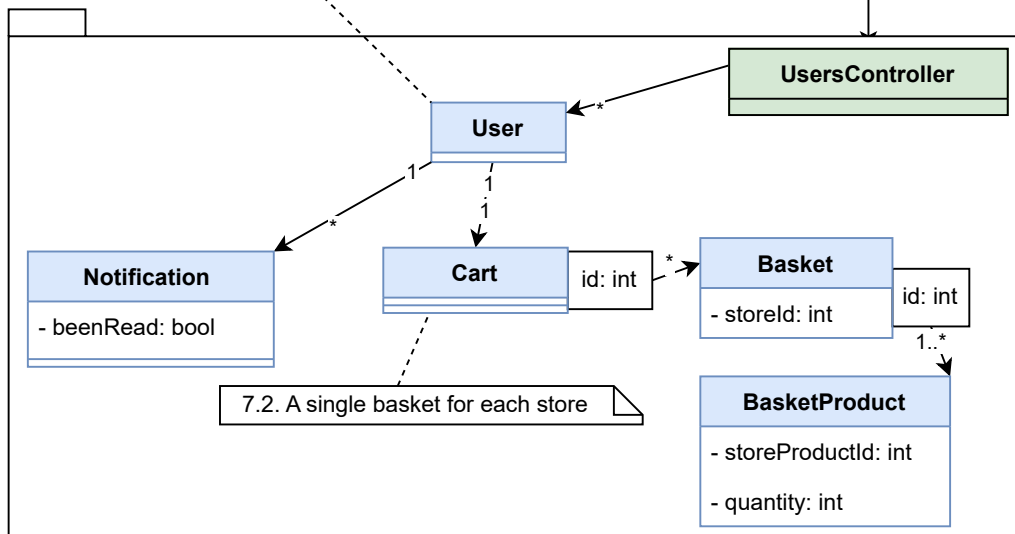 UsersController
*
User
1
*
1
1
Notification
- beenRead: bool
Cart
id: int
*
Basket
- storeId: int
id: int
1..*
7.2. A single basket for each store
BasketProduct
- storeProductId: int
- quantity: int